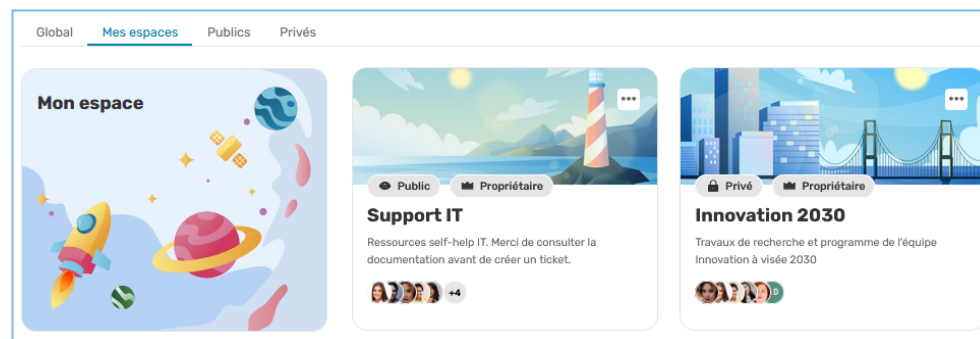 Global Mes espaces Publics Privés
Mon espace
Public Propriétaire
Support IT
Ressources self-help IT. Merci de consulter la
documentation avant de créer un ticket.
+4
Privé Propriétaire
Innovation 2030
Travaux de recherche et programme de l'équipe
Innovation à visée 2030
D